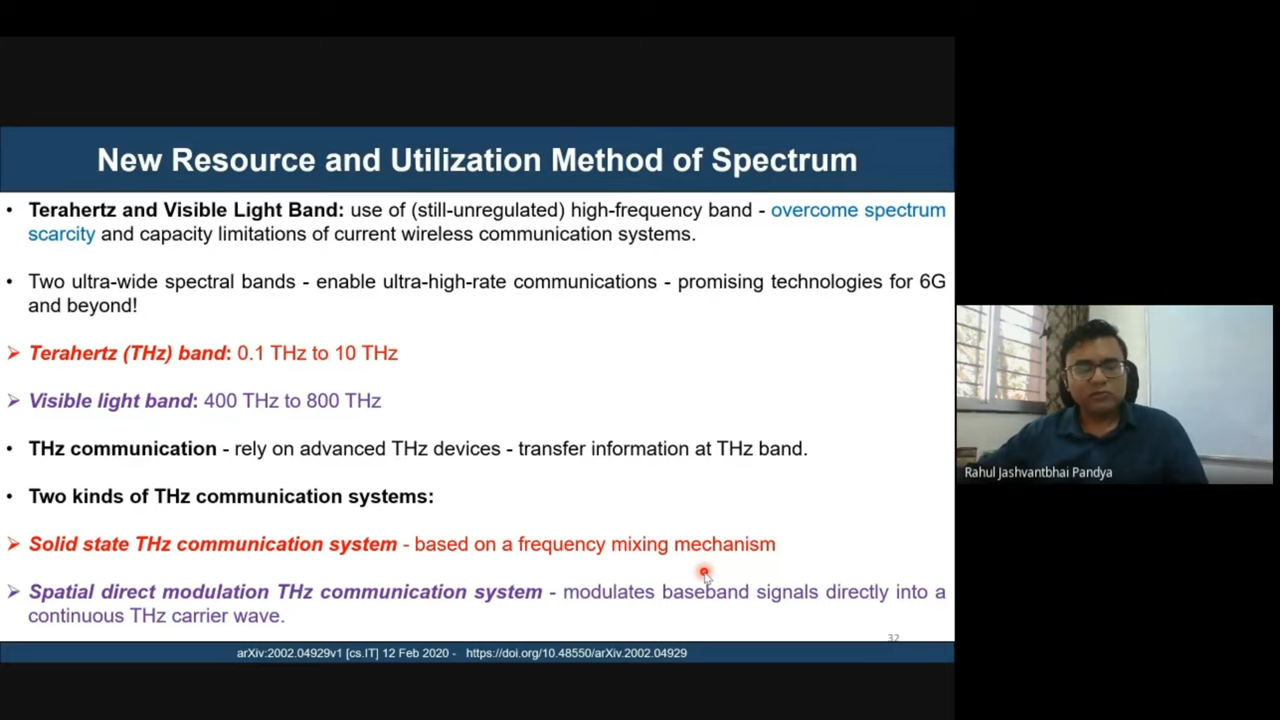 New Resource and Utilization Method of Spectrum
• Terahertz and Visible Light Band: use of (still-unregulated) high-frequency band - overcome spectrum
scarcity and capacity limitations of current wireless communication systems.
• Two ultra-wide spectral bands - enable ultra-high-rate communications - promising technologies for 6G
and beyond!
➢ Terahertz (THz) band: 0.1 THz to 10 THz
➢ Visible light band: 400 THz to 800 THz
• THz communication - rely on advanced THz devices - transfer information at THz band.
• Two kinds of THz communication systems:
➢ Solid state THz communication system - based on a frequency mixing mechanism
➢ Spatial direct modulation THz communication system - modulates baseband signals directly into a
continuous THz carrier wave.
32
arXiv:2002.04929v1 [cs.IT] 12 Feb 2020 - https://doi.org/10.48550/arXiv.2002.04929
Rahul Jashvantbhai Pandya